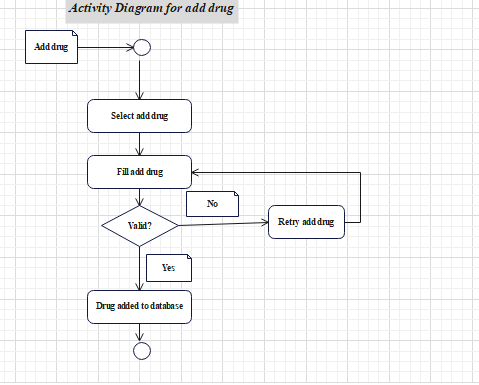 Activity Diagram for add drug
Add drug
Select add drug
Fill add drug
No
Valid?
Retry add drug
Yes
Drug added to database